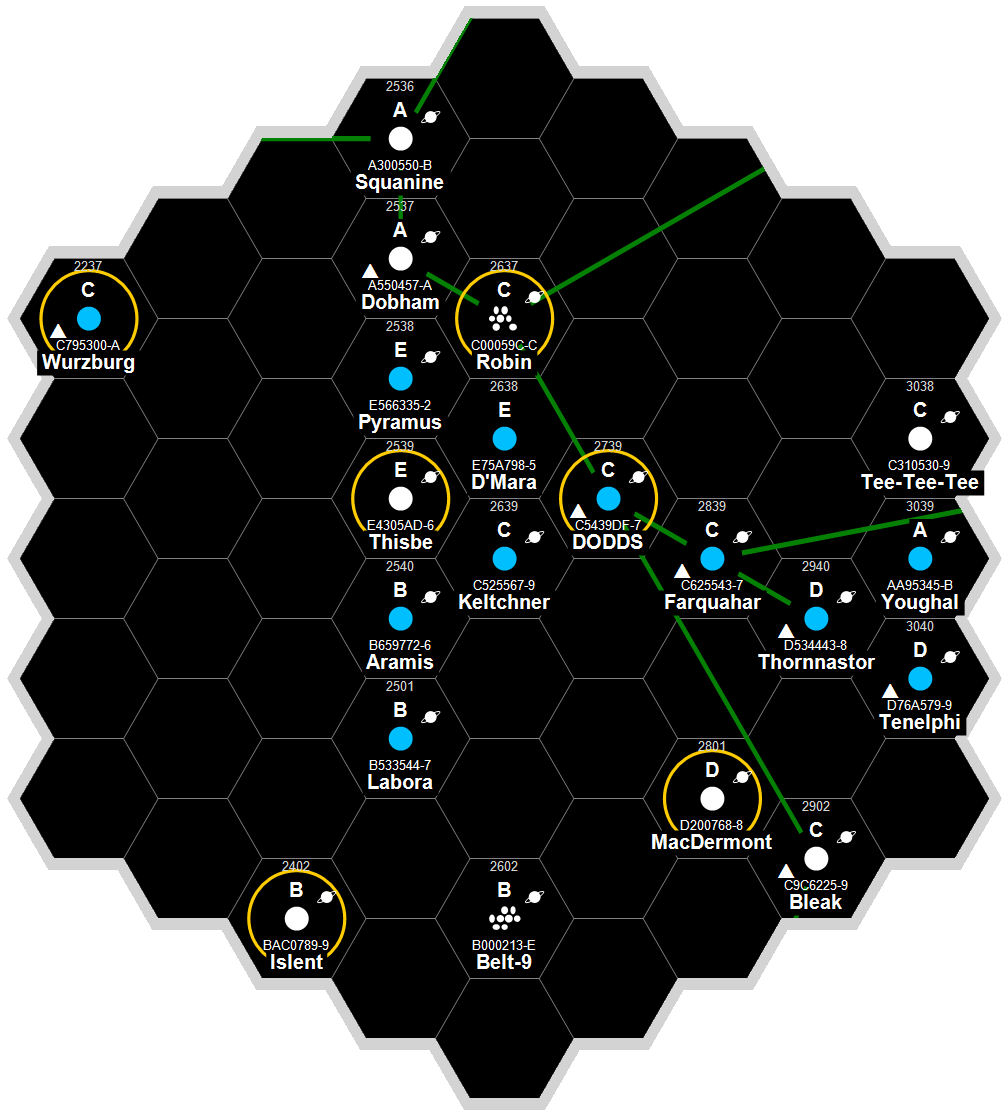 2536
A
A300550-B
Squanine
2537
A
A550457-A
Dobham
2237
C
C795300-A
Wurzburg
2637
C
C00059C-C
Robin
2538
E
E566335-2
Pyramus
2638
E
E75A798-5
D'Mara
3038
C
C310530-9
Tee-Tee-Tee
2539
E
E4305AD-6
Thisbe
2739
C
C5439DF-7
DODDS
2639
C
C525567-9
Keltchner
2839
C
C625543-7
Farquahar
3039
A
AA95345-B
Youghal
2540
B
B659772-6
Aramis
2940
D
D534443-8
Thornnastor
3040
D
D76A579-9
Tenelphi
2501
B
B533544-7
Labora
2801
D
D200768-8
MacDermont
2902
C
C9C6225-9
Bleak
2402
B
BAC0789-9
Islent
2602
B
B000213-E
Belt-9